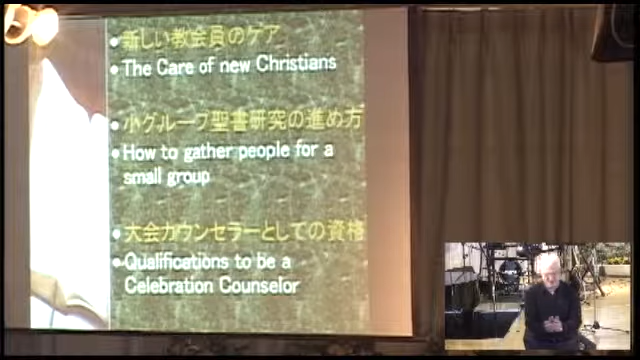 新しい教会員のケア
The Care of new Christians
小グループ聖書研究の進め方
How to gather people for a
small group
大会カウンセラーとしての資格
Qualifications to be a
Celebration Counselor